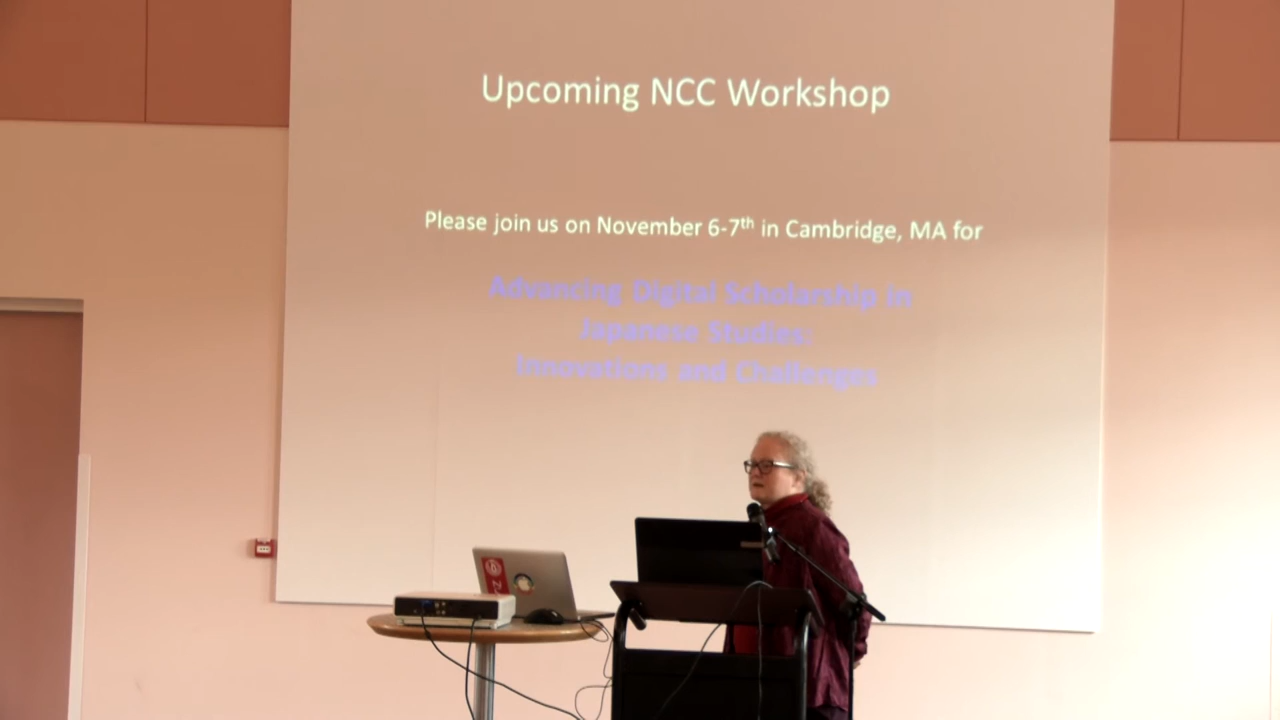 Upcoming NCC Workshop
Please join us on November 6-7th in Cambridge, MA for
Advancing Digital Scholarship in
Japanese Studies:
Innovations and Challenges